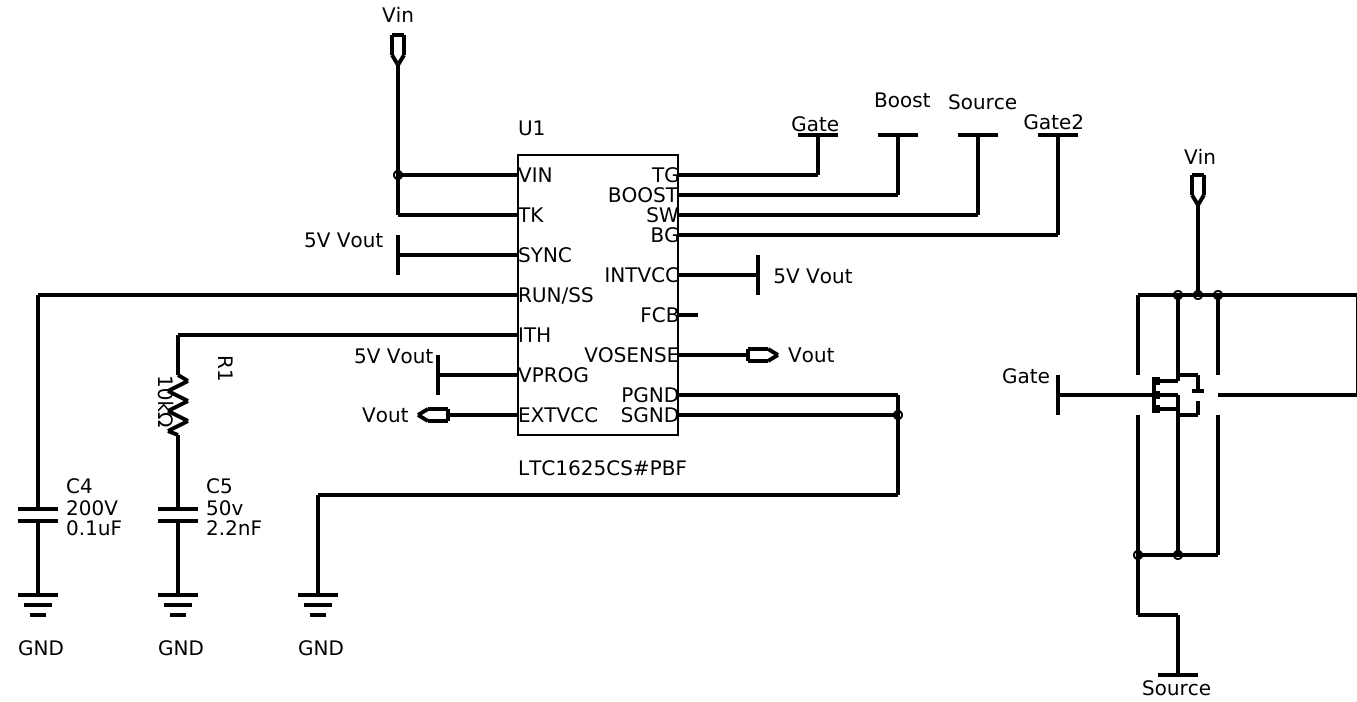 Vin
U1
Gate
Boost
Source
Gate2
VIN
TK
SYNC
RUN/SS
ITH
VPROG
EXTVCC
TG
BOOST
SW
BG
INTVCC
FCB
VOSENSE
PGND
SGND
LTC1625CS#PBF
5V Vout
5V Vout
Vout
5V Vout
Vout
R1
10kΩ
C4
200V
0.1uF
C5
50v
2.2nF
GND
GND
GND
Vin
Gate
Source